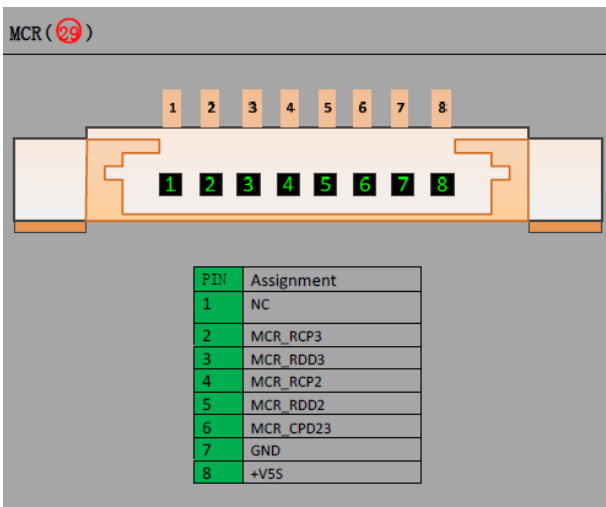 MCR(29)
1 2 3 4 5 6 7 8
1 2 3 4 5 6 7 8
PIN Assignment
1 NC
2 MCR_RCP3
3 MCR_RDD3
4 MCR_RCP2
5 MCR_RDD2
6 MCR_CPD23
7 GND
8 +V5S